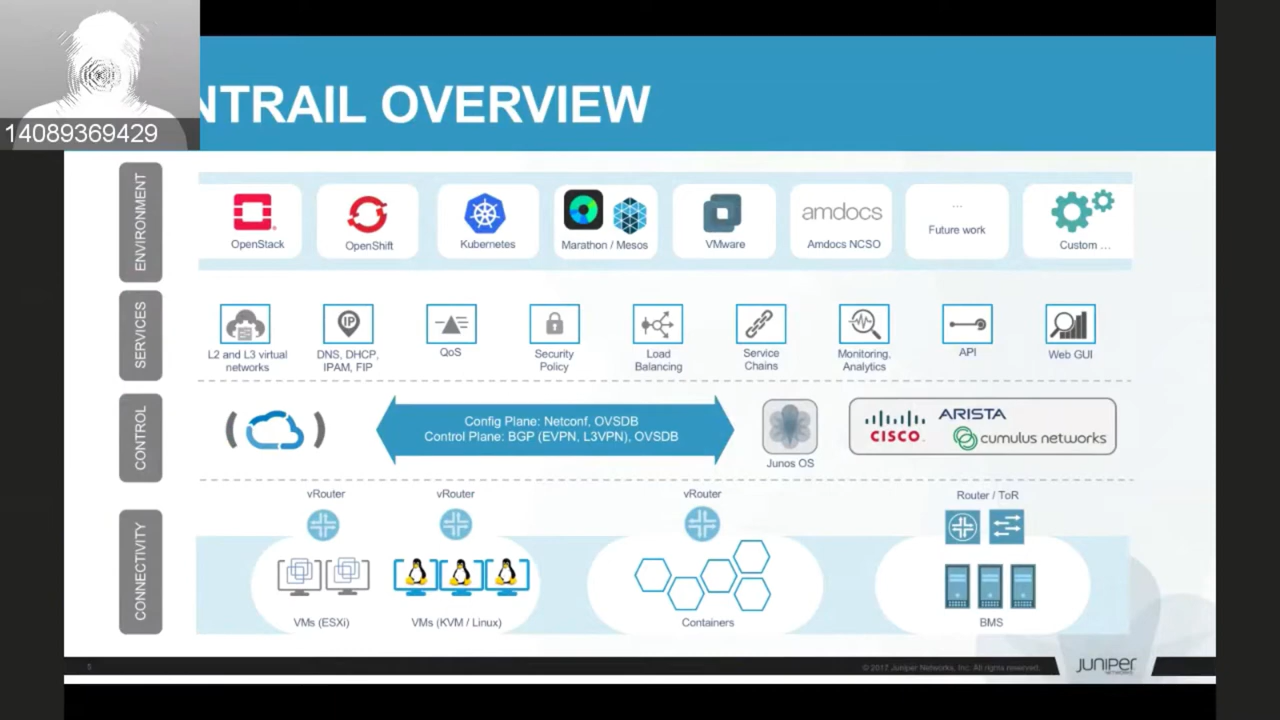 14089369429
NTRAIL OVERVIEW
ENVIRONMENT
OpenStack
OpenShift
Kubernetes
Marathon / Mesos
VMware
amdocs
Amdocs NCSO
...
Future work
Custom ...
SERVICES
L2 and L3 virtual
networks
IP
DNS, DHCP,
IPAM, FIP
QoS
Security
Policy
Load
Balancing
Service
Chains
Monitoring,
Analytics
API
Web GUI
CONTROL
Config Plane: Netconf, OVSDB
Control Plane: BGP (EVPN, L3VPN), OVSDB
Junos OS
CISCO
ARISTA
cumulus networks
CONNECTIVITY
vRouter
vRouter
vRouter
Router / ToR
VMs (ESXi)
VMs (KVM / Linux)
Containers
BMS
5
© 2017 Juniper Networks, Inc. All rights reserved.
JUNIPER
NETWORKS